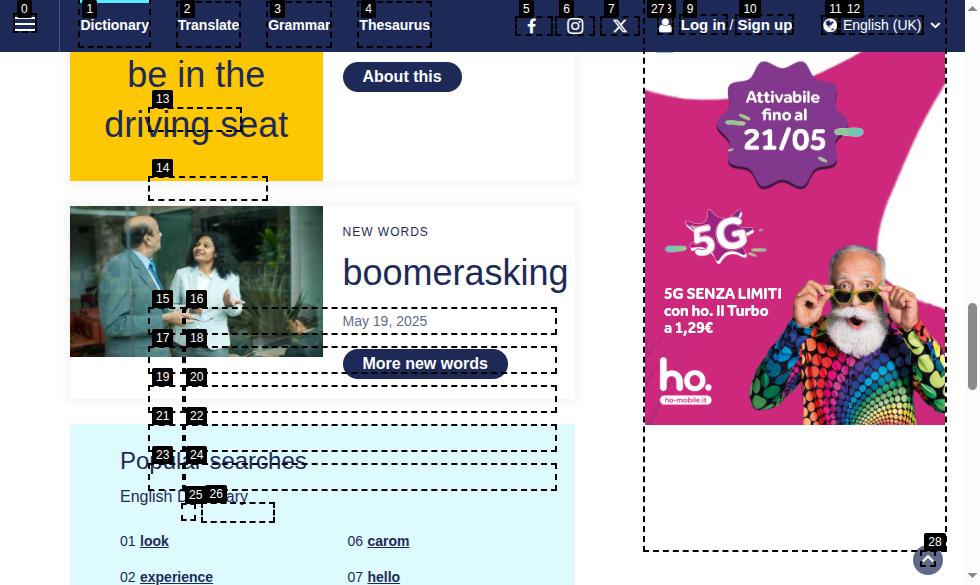 0
1
2
3
4
5
6
7
27
9
10
11
12
Dictionary
Translate
Grammar
Thesaurus
Log in / Sign up
English (UK)
be in the
driving seat
About this
13
14
NEW WORDS
boomerasking
May 19, 2025
More new words
15
16
17
18
19
20
21
22
23
24
25
26
Popular searches
01 look
06 carom
02 experience
07 hello
Attivabile
fino al
21/05
5G
5G SENZA LIMITI
con ho. Il Turbo
a 1,29€
ho.
ho-mobile.it
28